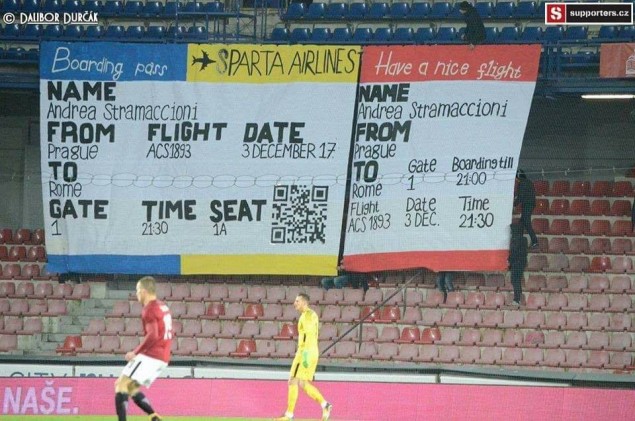 © DALIBOR DURČÁK
S supporters.cz
Boarding pass
SPARTA AIRLINES
NAME
Andrea Stramaccioni
FROM FLIGHT DATE
Prague ACS1893 3 DECEMBER 17
TO
Rome
GATE TIME SEAT
1 21:30 1A
Have a nice flight
NAME
Andrea Stramaccioni
FROM
Prague
TO Gate Boarding till
Rome 1 21:00
Flight Date Time
ACS 1893 3 DEC. 21:30
NAŠE.